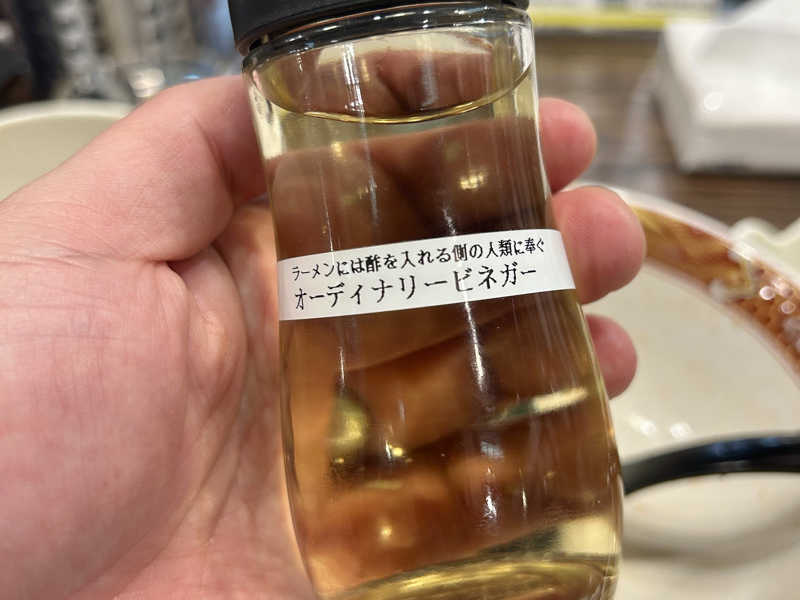 ラーメンには酢を入れる側の人類に奉ぐ
オーディナリービネガー